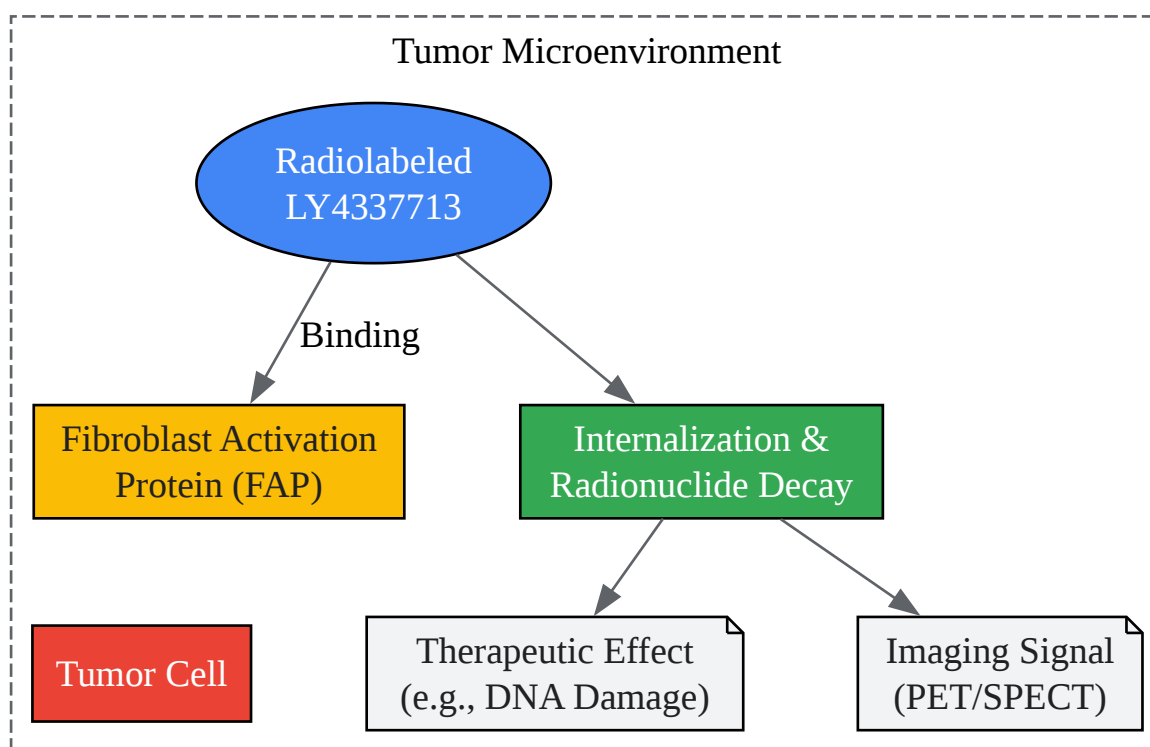 Tumor Microenvironment
Radiolabeled
LY4337713
Binding
Fibroblast Activation
Protein (FAP)
Internalization &
Radionuclide Decay
Tumor Cell
Therapeutic Effect
(e.g., DNA Damage)
Imaging Signal
(PET/SPECT)